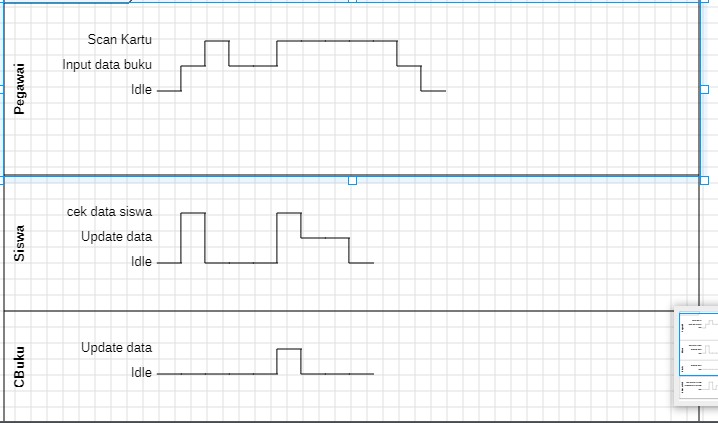 Pegawai
Scan Kartu
Input data buku
Idle
Siswa
cek data siswa
Update data
Idle
CBuku
Update data
Idle